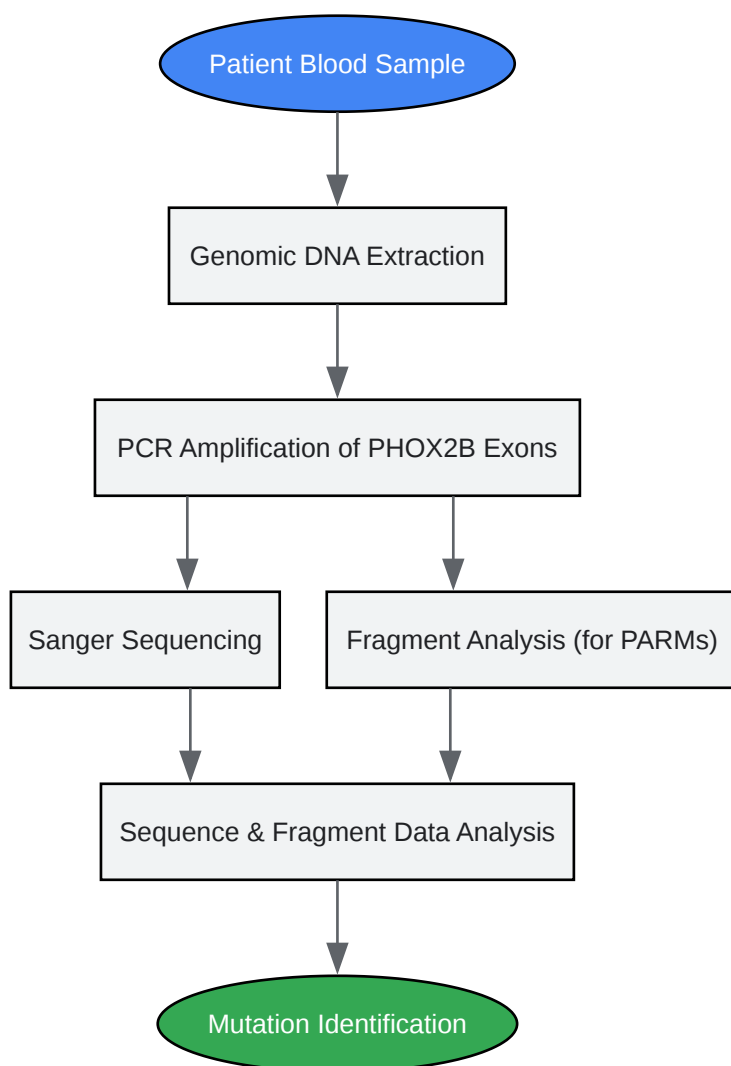 Patient Blood Sample
Genomic DNA Extraction
PCR Amplification of PHOX2B Exons
Sanger Sequencing
Fragment Analysis (for PARMs)
Sequence & Fragment Data Analysis
Mutation Identification